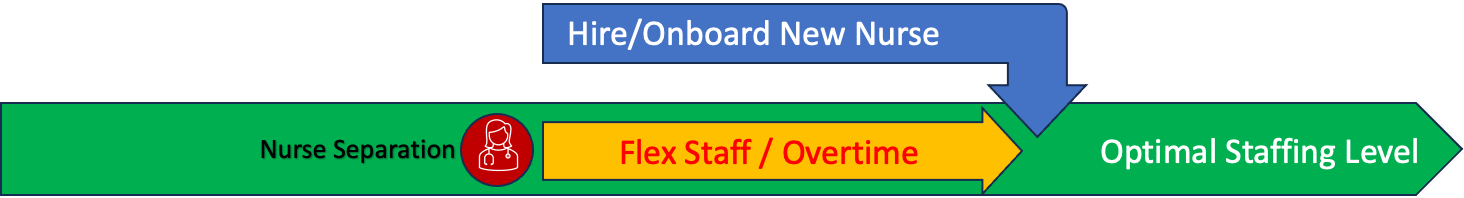 Hire/Onboard New Nurse
Nurse Separation
Flex Staff / Overtime
Optimal Staffing Level